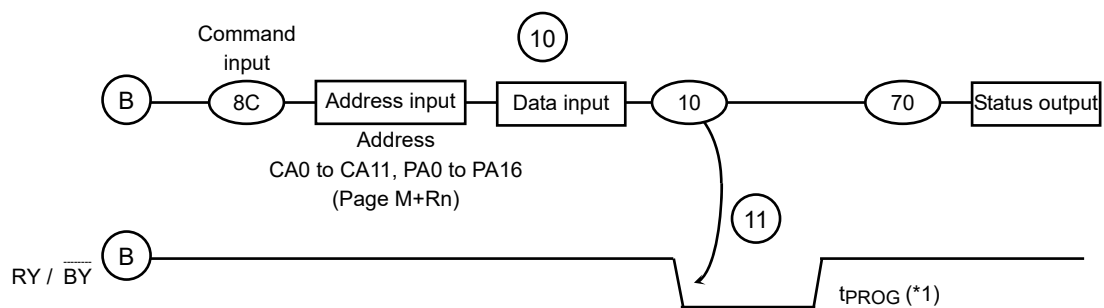 10
Command
input
B 8C Address input Data input 10 70 Status output
Address
CA0 to CA11, PA0 to PA16
(Page M+Rn)
11
B
RY / BY
tPROG (*1)